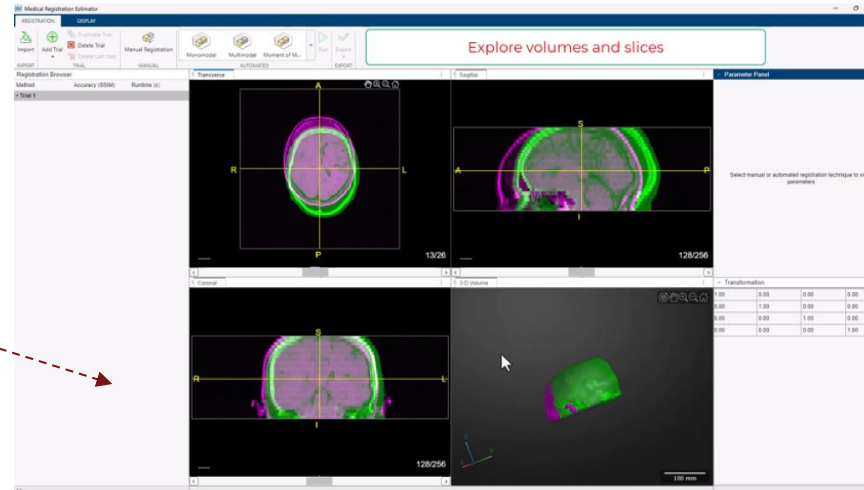 Medical Registration Estimator
REGISTRATION DISPLAY
Import
Add Trial
Duplicate Trial
Delete Trial
Delete Last Step
Manual Registration
Monomodal
Multimodal
Moment of M...
Run
Export
IMPORT TRIAL MANUAL AUTOMATED EXPORT
Explore volumes and slices
Registration Browser
Method Accuracy (SSIM) Runtime (s)
Trial 1
Transverse
A
R
L
P
13/26
Sagittal
S
A
P
I
128/256
Coronal
S
R
L
I
128/256
3-D Volume
100 mm
Parameter Panel
Select manual or automated registration technique to
parameters
Transformation
1.00 0.00 0.00 0.00
0.00 1.00 0.00 0.00
0.00 0.00 1.00 0.00
0.00 0.00 0.00 1.00